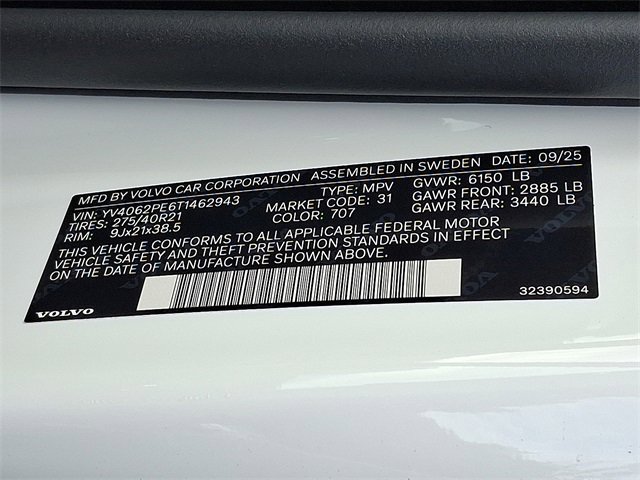 MFD BY VOLVO CAR CORPORATION ASSEMBLED IN SWEDEN DATE: 09/25
VIN: YV4062PE6T1462943 TYPE: MPV GVWR: 6150 LB
TIRES: 275/40R21 MARKET CODE: 31 GAWR FRONT: 2885 LB
RIM: 9Jx21x38.5 COLOR: 707 GAWR REAR: 3440 LB
THIS VEHICLE CONFORMS TO ALL APPLICABLE FEDERAL MOTOR
VEHICLE SAFETY AND THEFT PREVENTION STANDARDS IN EFFECT
ON THE DATE OF MANUFACTURE SHOWN ABOVE.
VOLVO 32390594